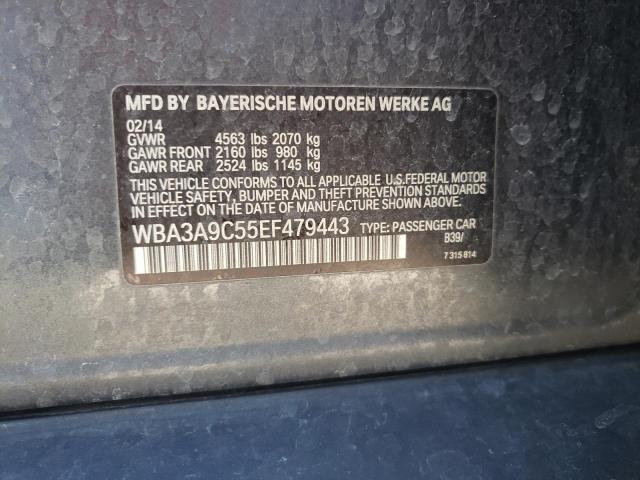 MFD BY BAYERISCHE MOTOREN WERKE AG
02/14
GVWR 4563 lbs 2070 kg
GAWR FRONT 2160 lbs 980 kg
GAWR REAR 2524 lbs 1145 kg
THIS VEHICLE CONFORMS TO ALL APPLICABLE U.S.FEDERAL MOTOR
VEHICLE SAFETY, BUMPER AND THEFT PREVENTION STANDARDS
IN EFFECT ON THE DATE OF MANUFACTURE SHOWN ABOVE.
WBA3A9C55EF479443 TYPE: PASSENGER CAR
B39/
7 315 814